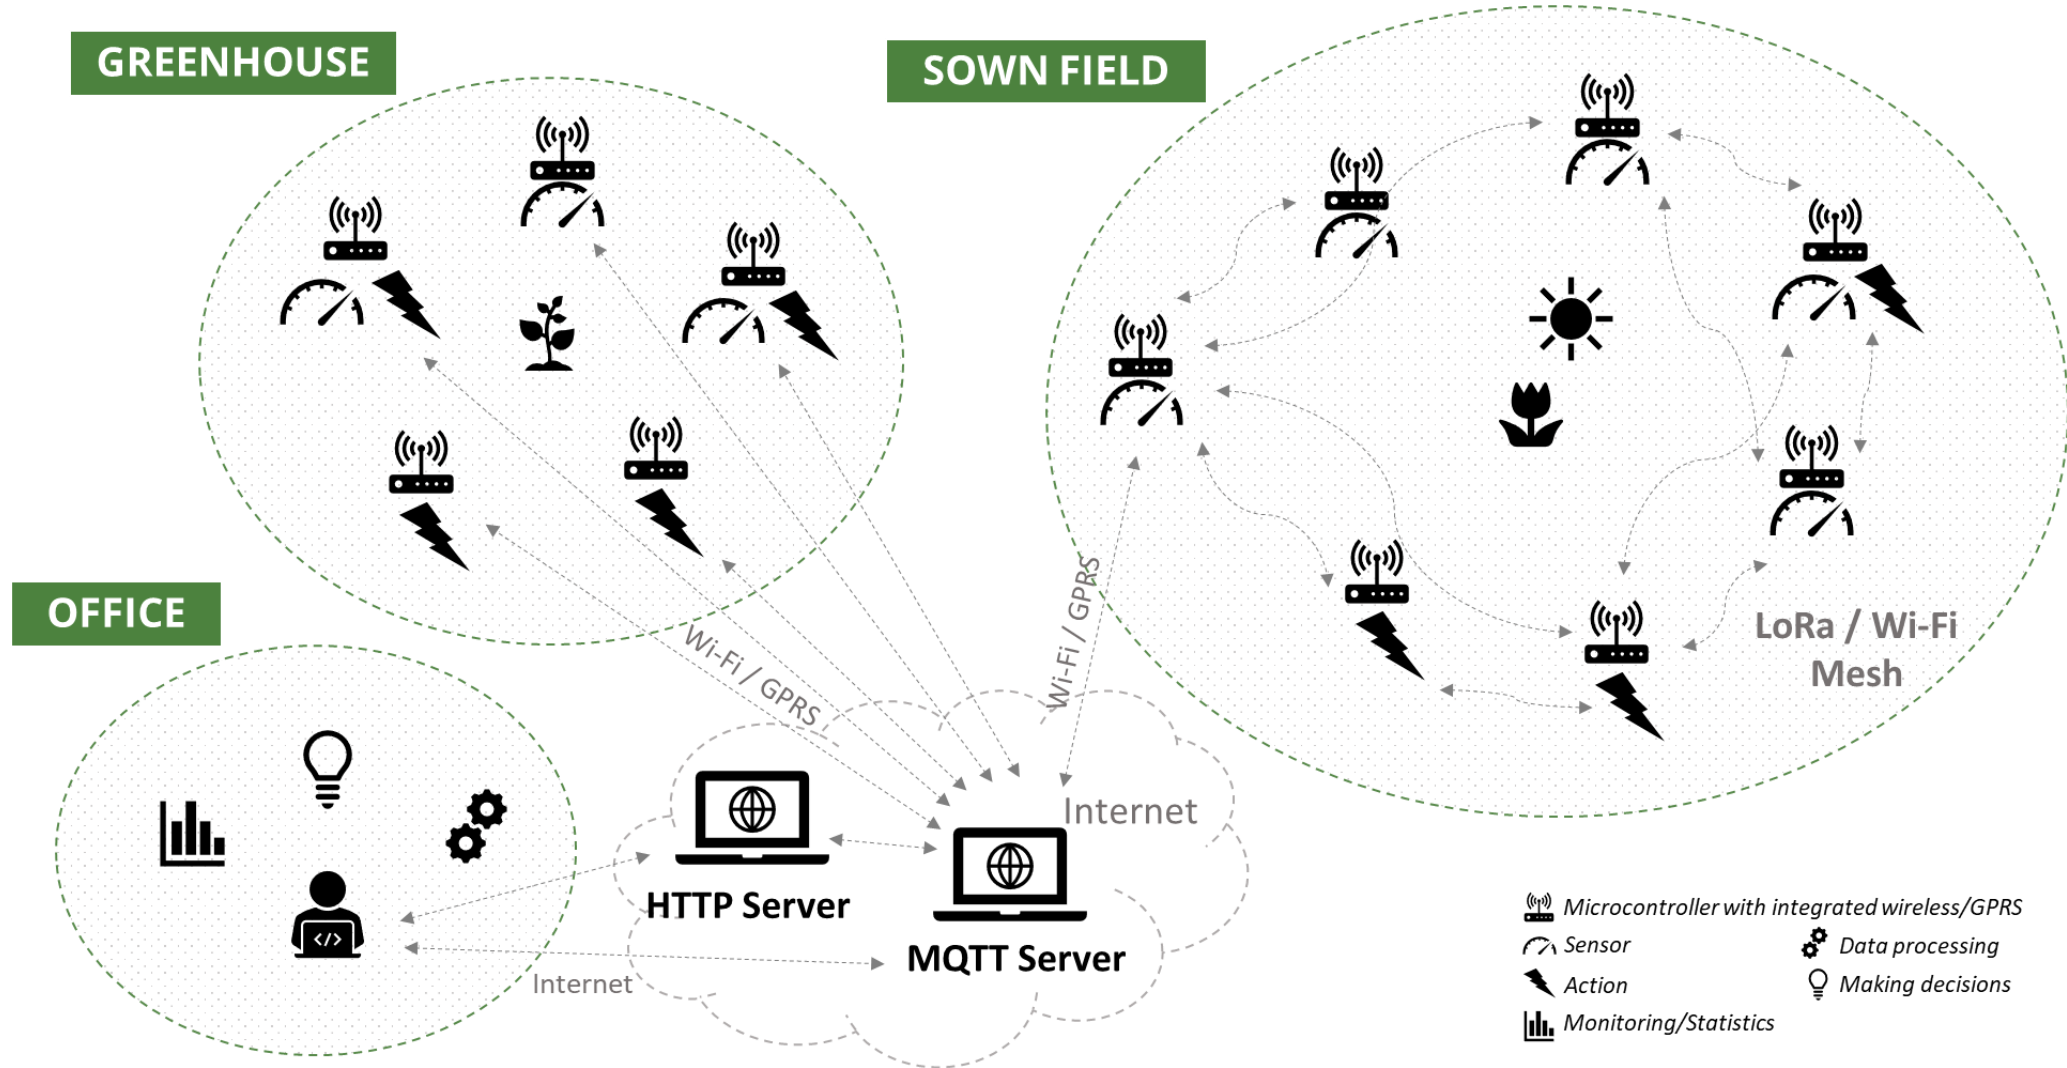 GREENHOUSE
SOWN FIELD
OFFICE
Wi-Fi / GPRS
Wi-Fi / GPRS
LoRa / Wi-Fi
Mesh
Internet
HTTP Server
MQTT Server
Internet
Microcontroller with integrated wireless/GPRS
Sensor
Data processing
Action
Making decisions
Monitoring/Statistics